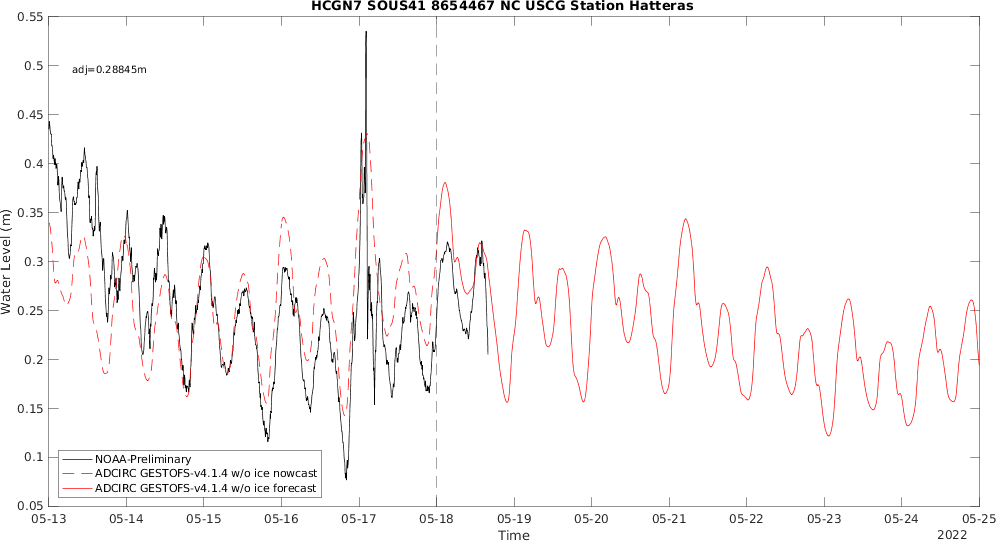 HCGN7 SOUS41 8654467 NC USCG Station Hatteras
0.55
0.5
0.45
0.4
0.35
0.3
0.25
0.2
0.15
0.1
0.05
Water Level (m)
adj=0.28845m
NOAA-Preliminary
ADCIRC GESTOFS-v4.1.4 w/o ice nowcast
ADCIRC GESTOFS-v4.1.4 w/o ice forecast
05-13 05-14 05-15 05-16 05-17 05-18 05-19 05-20 05-21 05-22 05-23 05-24 05-25
Time
2022